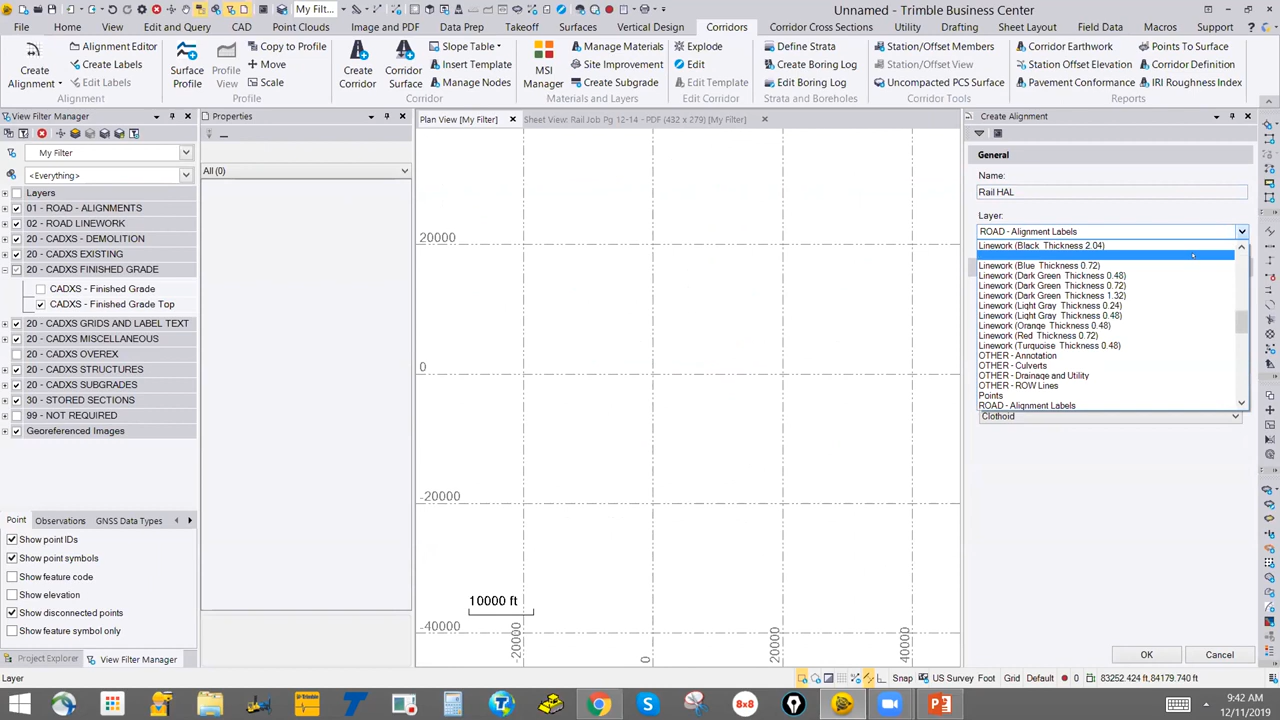 My Filter...
Unnamed - Trimble Business Center
File Home Edit and Query CAD Point Clouds Image and PDF Data Prep Takeoff Surfaces Vertical Design Corridors Corridor Cross Sections Utility Drafting Sheet Layout Field Data Macros Support
Create Alignment
Alignment Editor
Create Labels
Edit Labels
Alignment
Surface Profile
Profile View
Copy to Profile
Move
Scale
Profile
Create Corridor
Corridor Surface
Slope Table
Insert Template
Manage Nodes
Corridor
MSI Manager
Manage Materials
Site Improvement
Create Subgrade
Materials and Layers
Explode
Edit
Edit Template
Edit Corridor
Define Strata
Create Boring Log
Edit Boring Log
Strata and Boreholes
Station/Offset Members
Station/Offset View
Uncompacted PCS Surface
Corridor Tools
Corridor Earthwork
Station Offset Elevation
Pavement Conformance
Points To Surface
Corridor Definition
IRI Roughness Index
Reports
View Filter Manager
My Filter
<Everything>
Layers
01 - ROAD - ALIGNMENTS
02 - ROAD LINEWORK
20 - CADXS - DEMOLITION
20 - CADXS EXISTING
20 - CADXS FINISHED GRADE
CADXS - Finished Grade
CADXS - Finished Grade Top
20 - CADXS GRIDS AND LABEL TEXT
20 - CADXS MISCELLANEOUS
20 - CADXS OVEREX
20 - CADXS STRUCTURES
20 - CADXS SUBGRADES
30 - STORED SECTIONS
99 - NOT REQUIRED
Georeferenced Images
Point Observations GNSS Data Types
Show point IDs
Show point symbols
Show feature code
Show elevation
Show disconnected points
Show feature Symbol only
Project Explorer View Filter Manager
Properties
All (0)
Plan View [My Filter] Sheet View: Rail Job Pg 12-14 - PDF (432 x 279) [My Filter]
20000
0
-20000
-40000
10000 ft
-20000
0
20000
40000
Create Alignment
General
Name:
Rail HAL
Layer:
ROAD - Alignment Labels
Linework (Black Thickness 2.04)
Linework (Blue Thickness 0.72)
Linework (Dark Green Thickness 0.48)
Linework (Dark Green Thickness 0.72)
Linework (Dark Green Thickness 1.32)
Linework (Light Gray Thickness 0.24)
Linework (Light Gray Thickness 0.48)
Linework (Orange Thickness 0.48)
Linework (Red Thickness 0.72)
Linework (Turquoise Thickness 0.48)
OTHER - Annotation
OTHER - Culverts
OTHER - Drainage and Utility
OTHER - ROW Lines
Points
ROAD - Alignment Labels
Clothoid
OK Cancel
Layer
Snap US Survey Foot Grid Default 0 83252.424 ft,84179.740 ft
9:42 AM
12/11/2019
8x8